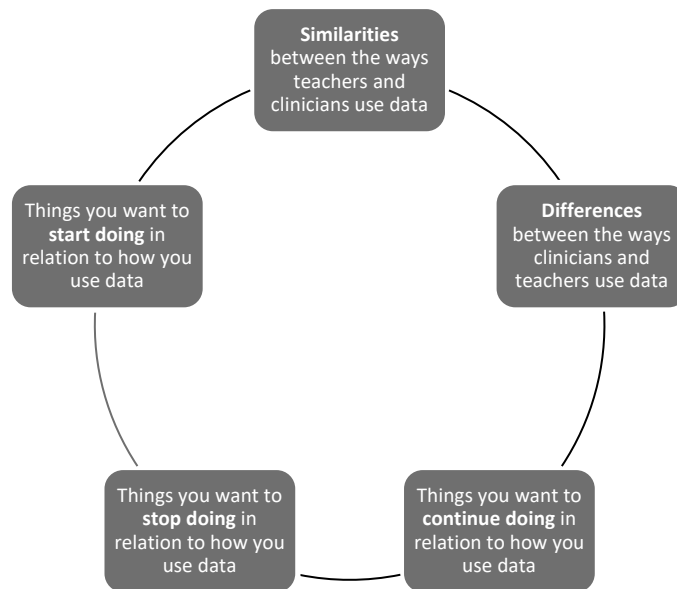 Similarities
between the ways
teachers and
clinicians use data
Differences
between the ways
clinicians and
teachers use data
Things you want to
continue doing in
relation to how you
use data
Things you want to
stop doing in
relation to how you
use data
Things you want to
start doing in
relation to how you
use data